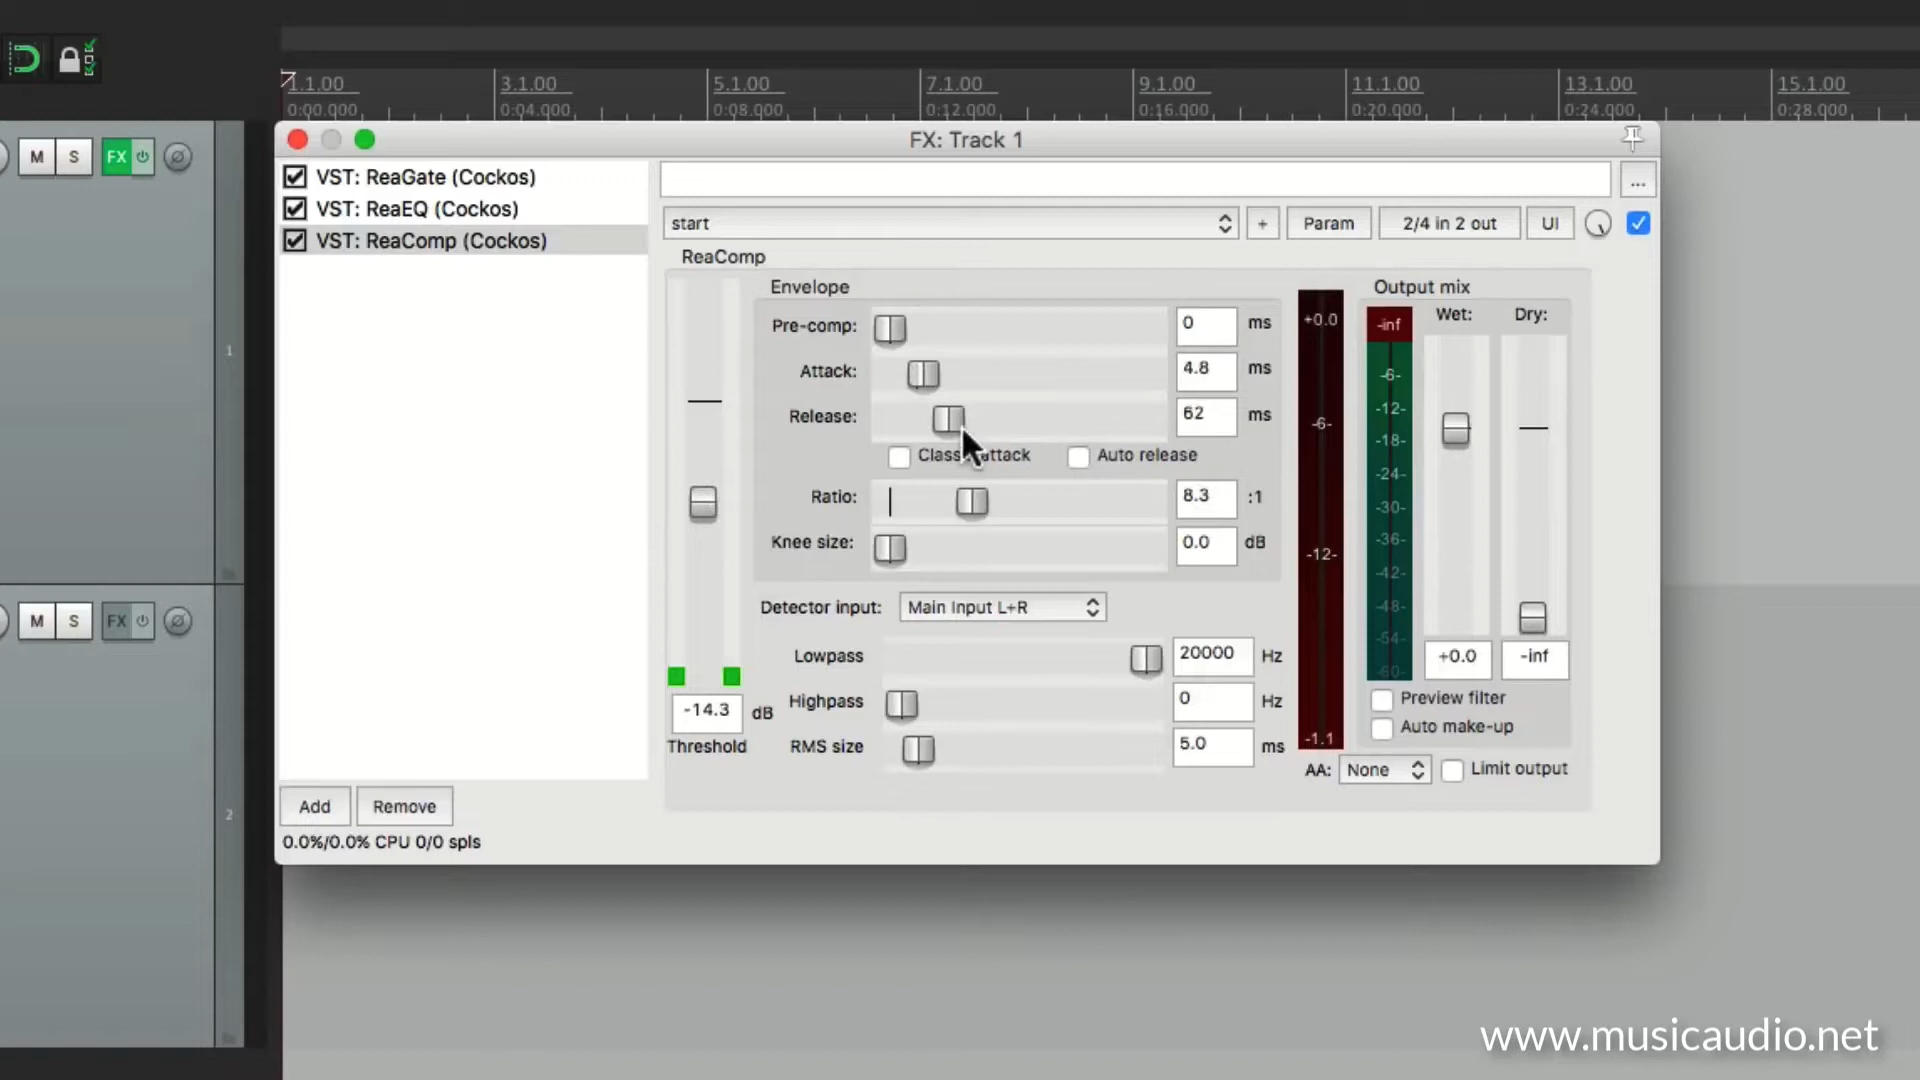 1.1.00 3.1.00 5.1.00 7.1.00 9.1.00 11.1.00 13.1.00 15.1.00
0:00.000 0:04.000 0:08.000 0:12.000 0:16.000 0:20.000 0:24.000 0:28.000
FX: Track 1
M S FX
VST: ReaGate (Cockos)
VST: ReaEQ (Cockos)
VST: ReaComp (Cockos)
...
start + Param 2/4 in 2 out UI
ReaComp
Envelope
Pre-comp: 0 ms
Attack: 4.8 ms
Release: 62 ms
Auto release
Ratio: 8.3 :1
Knee size: 0.0 dB
Detector input: Main Input L+R
Lowpass 20000 Hz
Highpass 0 Hz
RMS size 5.0 ms
-14.3 dB
Threshold
+0.0
-6-
-12-
-1.1
Output mix
Wet: Dry:
-inf
-6-
-12-
-18-
-24-
-30-
-36-
-42-
-48-
-54-
-60-
+0.0 -inf
Preview filter
Auto make-up
AA: None Limit output
Add Remove
0.0%/0.0% CPU 0/0 spls
1
M S FX
2
www.musicaudio.net